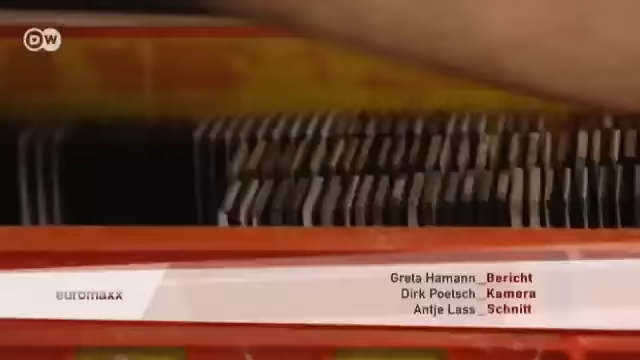 DW
euromaxx
Greta Hamann_Bericht
Dirk Poetsch_Kamera
Antje Lass_Schnitt